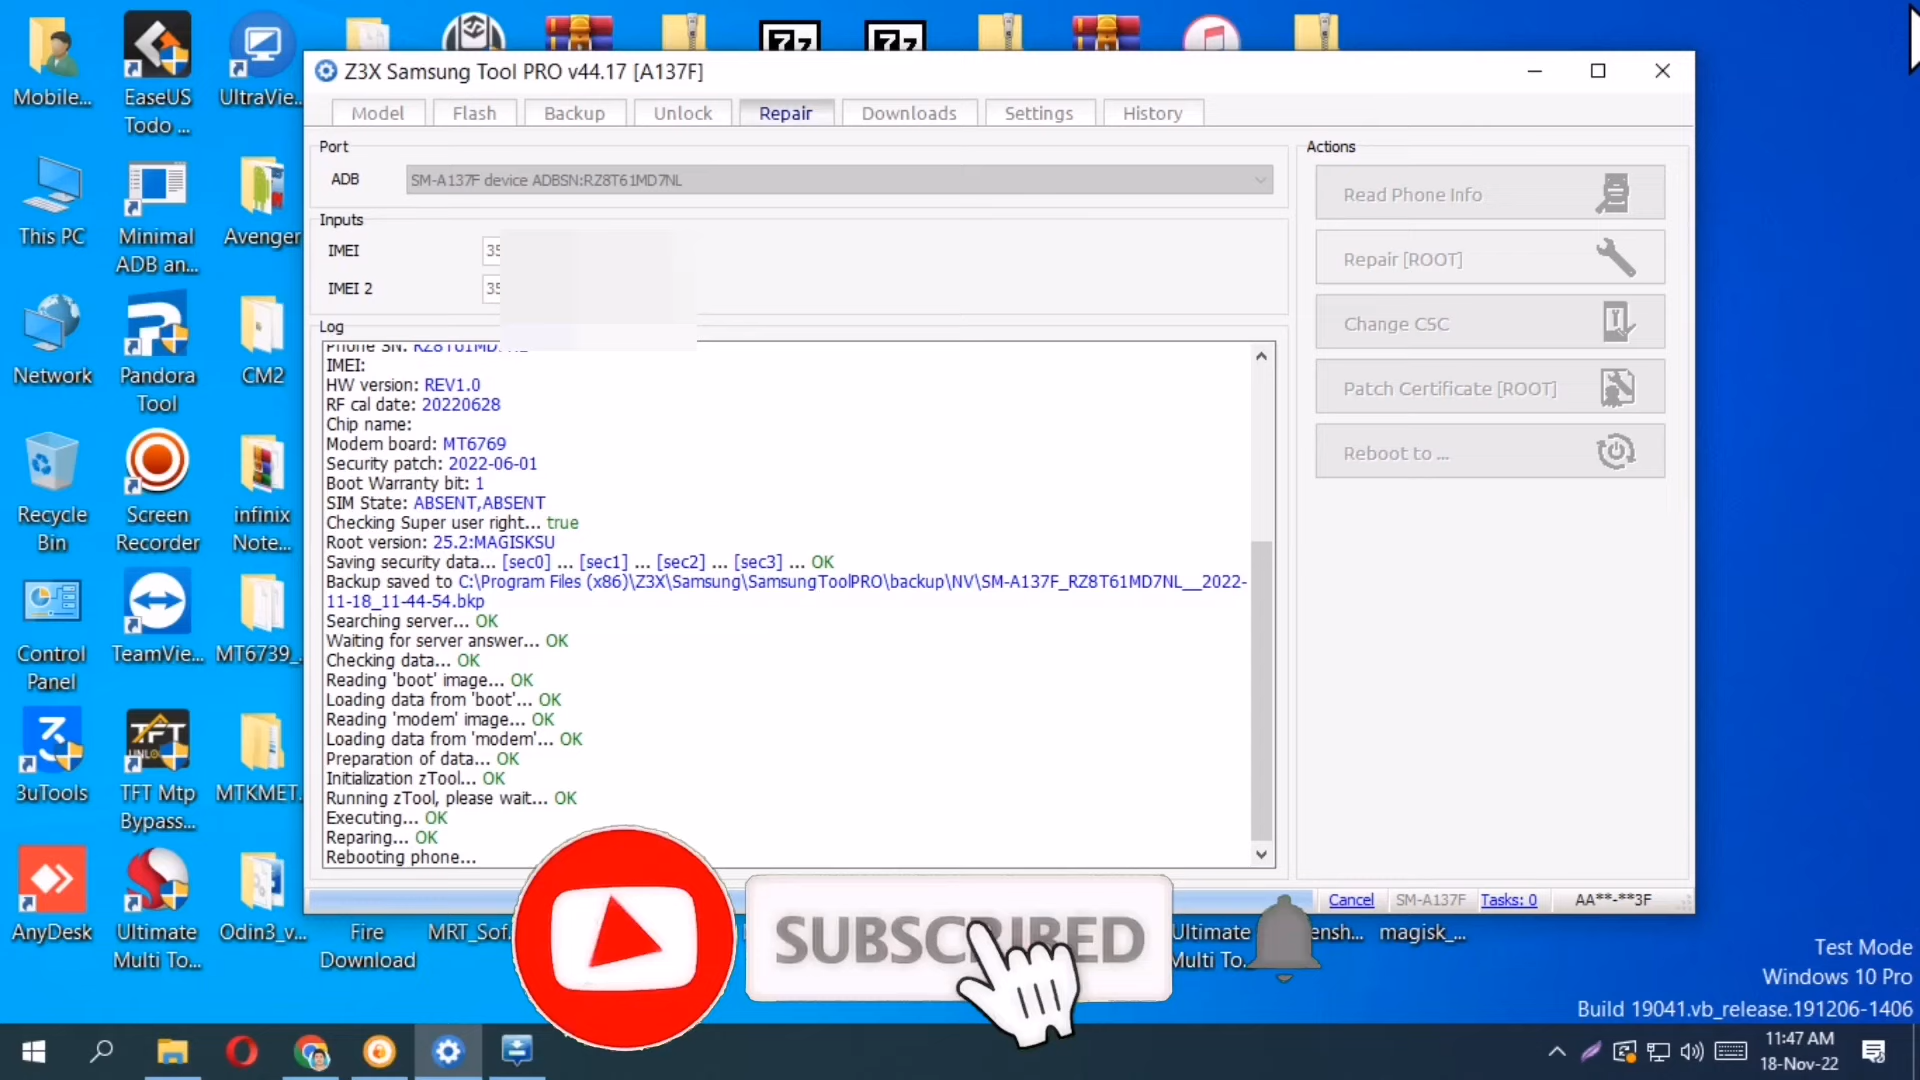 Mobile...
EaseUS
Todo ...
UltraVie...
Z3X Samsung Tool PRO v44.17 [A137F]
Model
Flash
Backup
Unlock
Repair
Downloads
Settings
History
Port
ADB
SM-A137F device ADBSN:RZ8T61MD7NL
Inputs
IMEI
35
IMEI 2
35
Log
IMEI:
HW version: REV1.0
RF cal date: 20220628
Chip name:
Modem board: MT6769
Security patch: 2022-06-01
Boot Warranty bit: 1
SIM State: ABSENT,ABSENT
Checking Super user right... true
Root version: 25.2:MAGISKSU
Saving security data... [sec0] ... [sec1] ... [sec2] ... [sec3] ... OK
Backup saved to C:\Program Files (x86)\Z3X\Samsung\SamsungToolPRO\backup\NV\SM-A137F_RZ8T61MD7NL__2022-
11-18_11-44-54.bkp
Searching server... OK
Waiting for server answer... OK
Checking data... OK
Reading 'boot' image... OK
Loading data from 'boot'... OK
Reading 'modem' image... OK
Loading data from 'modem'... OK
Preparation of data... OK
Initialization zTool... OK
Running zTool, please wait... OK
Executing... OK
Reparing... OK
Rebooting phone...
Actions
Read Phone Info
Repair [ROOT]
Change CSC
Patch Certificate [ROOT]
Reboot to ...
Cancel
SM-A137F
Tasks: 0
AA**-**3F
This PC
Minimal
ADB an...
Avenger
Network
Pandora
Tool
CM2
Recycle
Bin
Screen
Recorder
infinix
Note...
Control
Panel
TeamVie...
MT6739_...
3uTools
TFT
TFT Mtp
Bypass...
MTKMET...
AnyDesk
Ultimate
Multi To...
Odin3_v...
Fire
Download
MRT_Sof...
SUBSCRIBED
Ultimate
Multi To...
ensh...
magisk_...
Test Mode
Windows 10 Pro
Build 19041.vb_release.191206-1406
11:47 AM
18-Nov-22